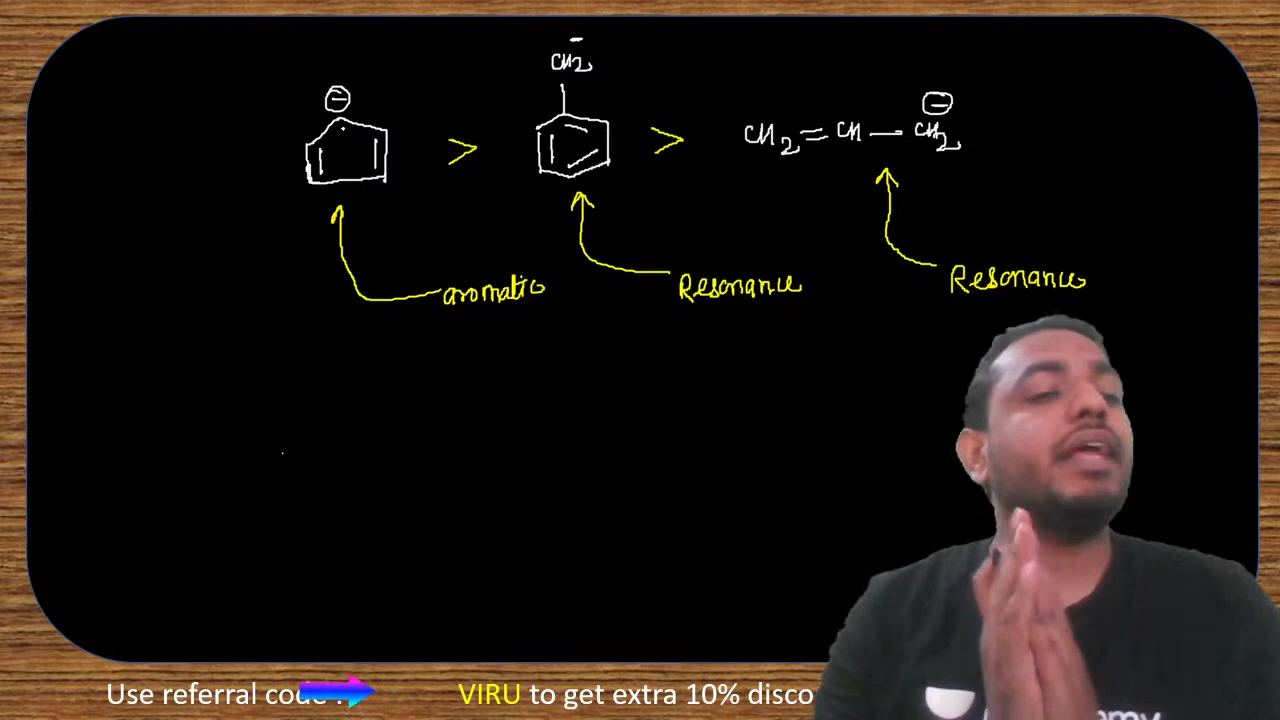 ⊖ > CH2⁻ > CH2=CH—CH2⊖
aromatic
Resonance
Resonance
Use referral code
VIRU to get extra 10% disco